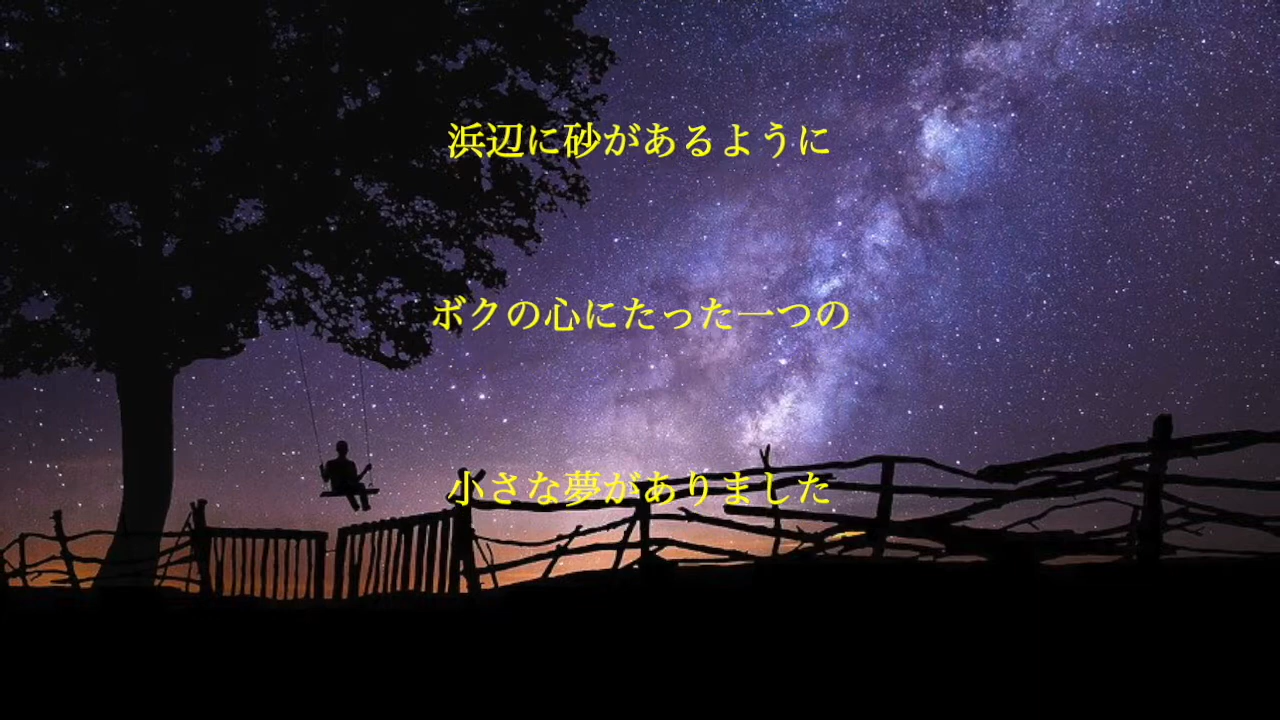 浜辺に砂があるように
ボクの心にたった一つの
小さな夢がありました